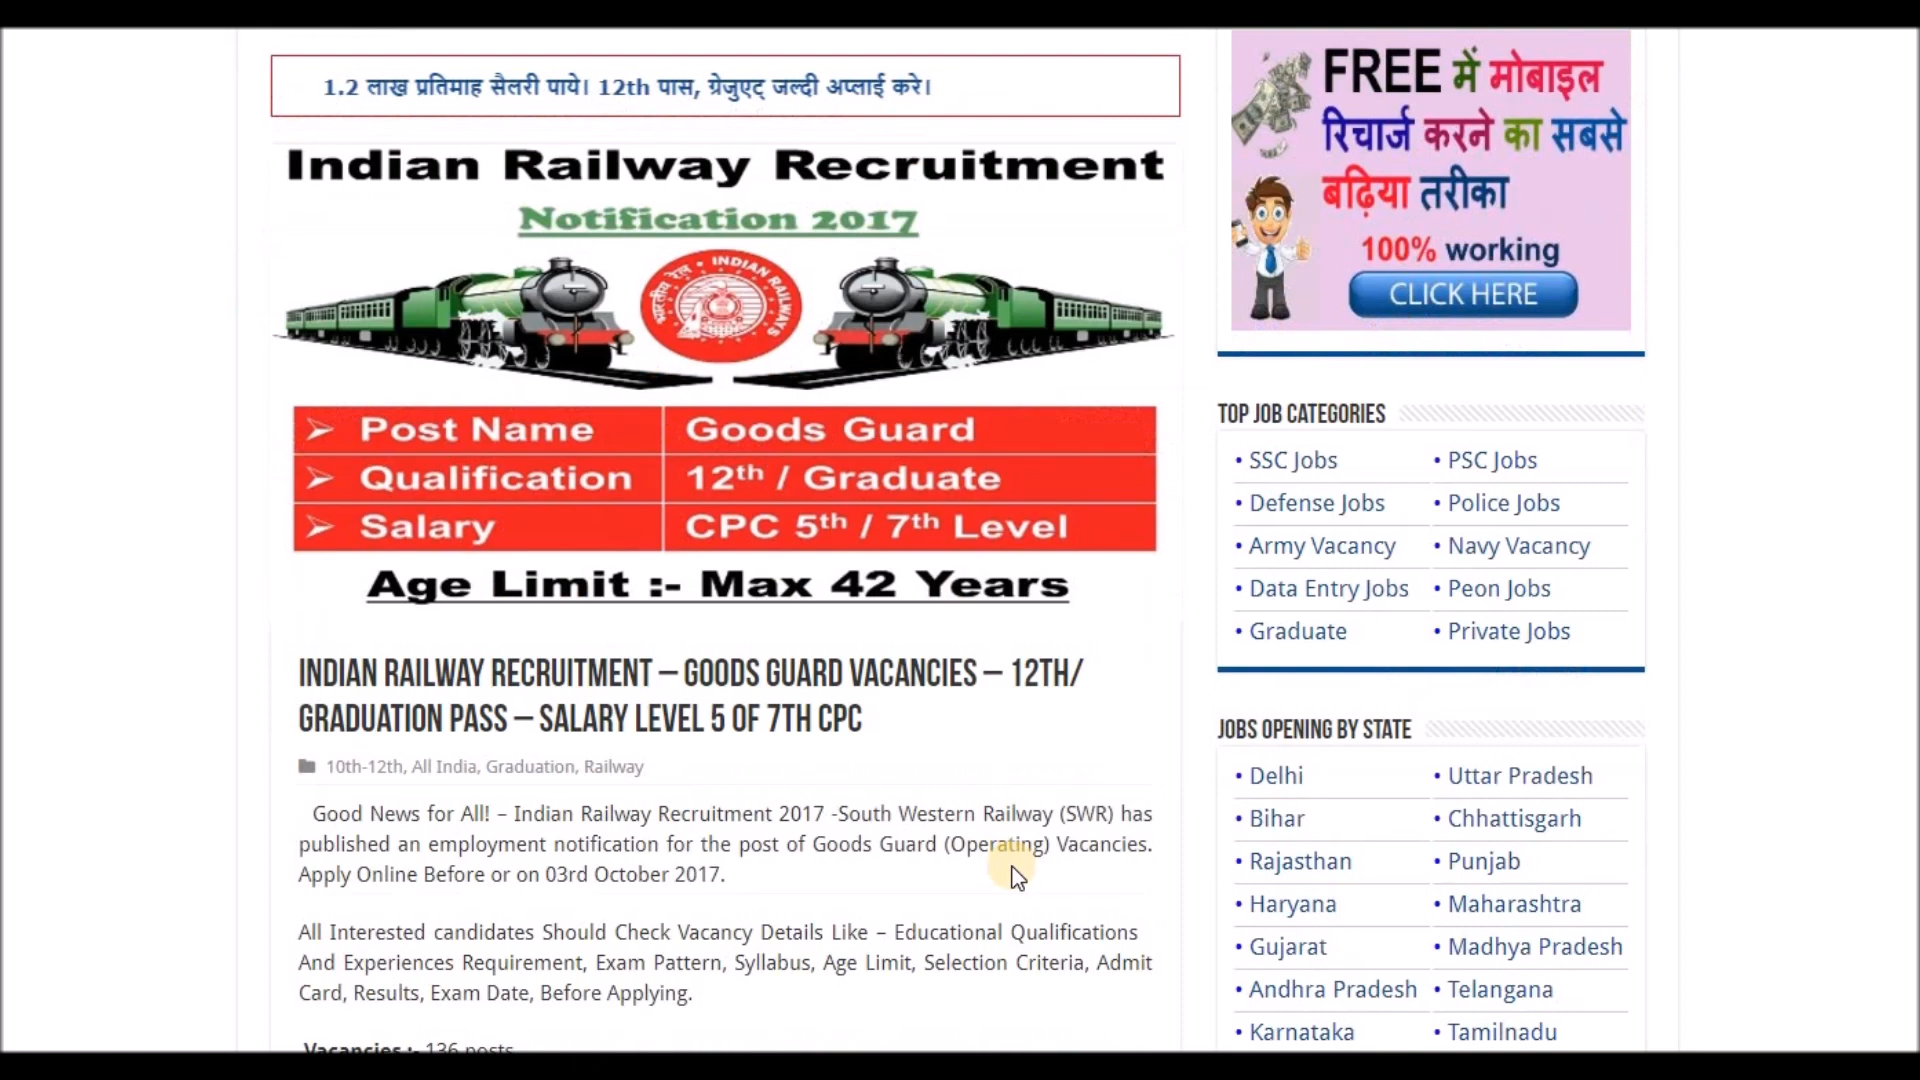 1.2 लाख प्रतिमाह सैलरी पाये। 12th पास, ग्रेजुएट् जल्दी अप्लाई करे।
Indian Railway Recruitment
Notification 2017
भारतीय रेल • INDIAN RAILWAYS
Post Name Goods Guard
Qualification 12th / Graduate
Salary CPC 5th / 7th Level
Age Limit :- Max 42 Years
INDIAN RAILWAY RECRUITMENT – GOODS GUARD VACANCIES – 12TH/
GRADUATION PASS – SALARY LEVEL 5 OF 7TH CPC
10th-12th, All India, Graduation, Railway
Good News for All! – Indian Railway Recruitment 2017 -South Western Railway (SWR) has
published an employment notification for the post of Goods Guard (Operating) Vacancies.
Apply Online Before or on 03rd October 2017.
All Interested candidates Should Check Vacancy Details Like – Educational Qualifications
And Experiences Requirement, Exam Pattern, Syllabus, Age Limit, Selection Criteria, Admit
Card, Results, Exam Date, Before Applying.
Vacancies :- 136 posts
FREE में मोबाइल
रिचार्ज करने का सबसे
बढ़िया तरीका
100% working
CLICK HERE
TOP JOB CATEGORIES
• SSC Jobs • PSC Jobs
• Defense Jobs • Police Jobs
• Army Vacancy • Navy Vacancy
• Data Entry Jobs • Peon Jobs
• Graduate • Private Jobs
JOBS OPENING BY STATE
• Delhi • Uttar Pradesh
• Bihar • Chhattisgarh
• Rajasthan • Punjab
• Haryana • Maharashtra
• Gujarat • Madhya Pradesh
• Andhra Pradesh • Telangana
• Karnataka • Tamilnadu